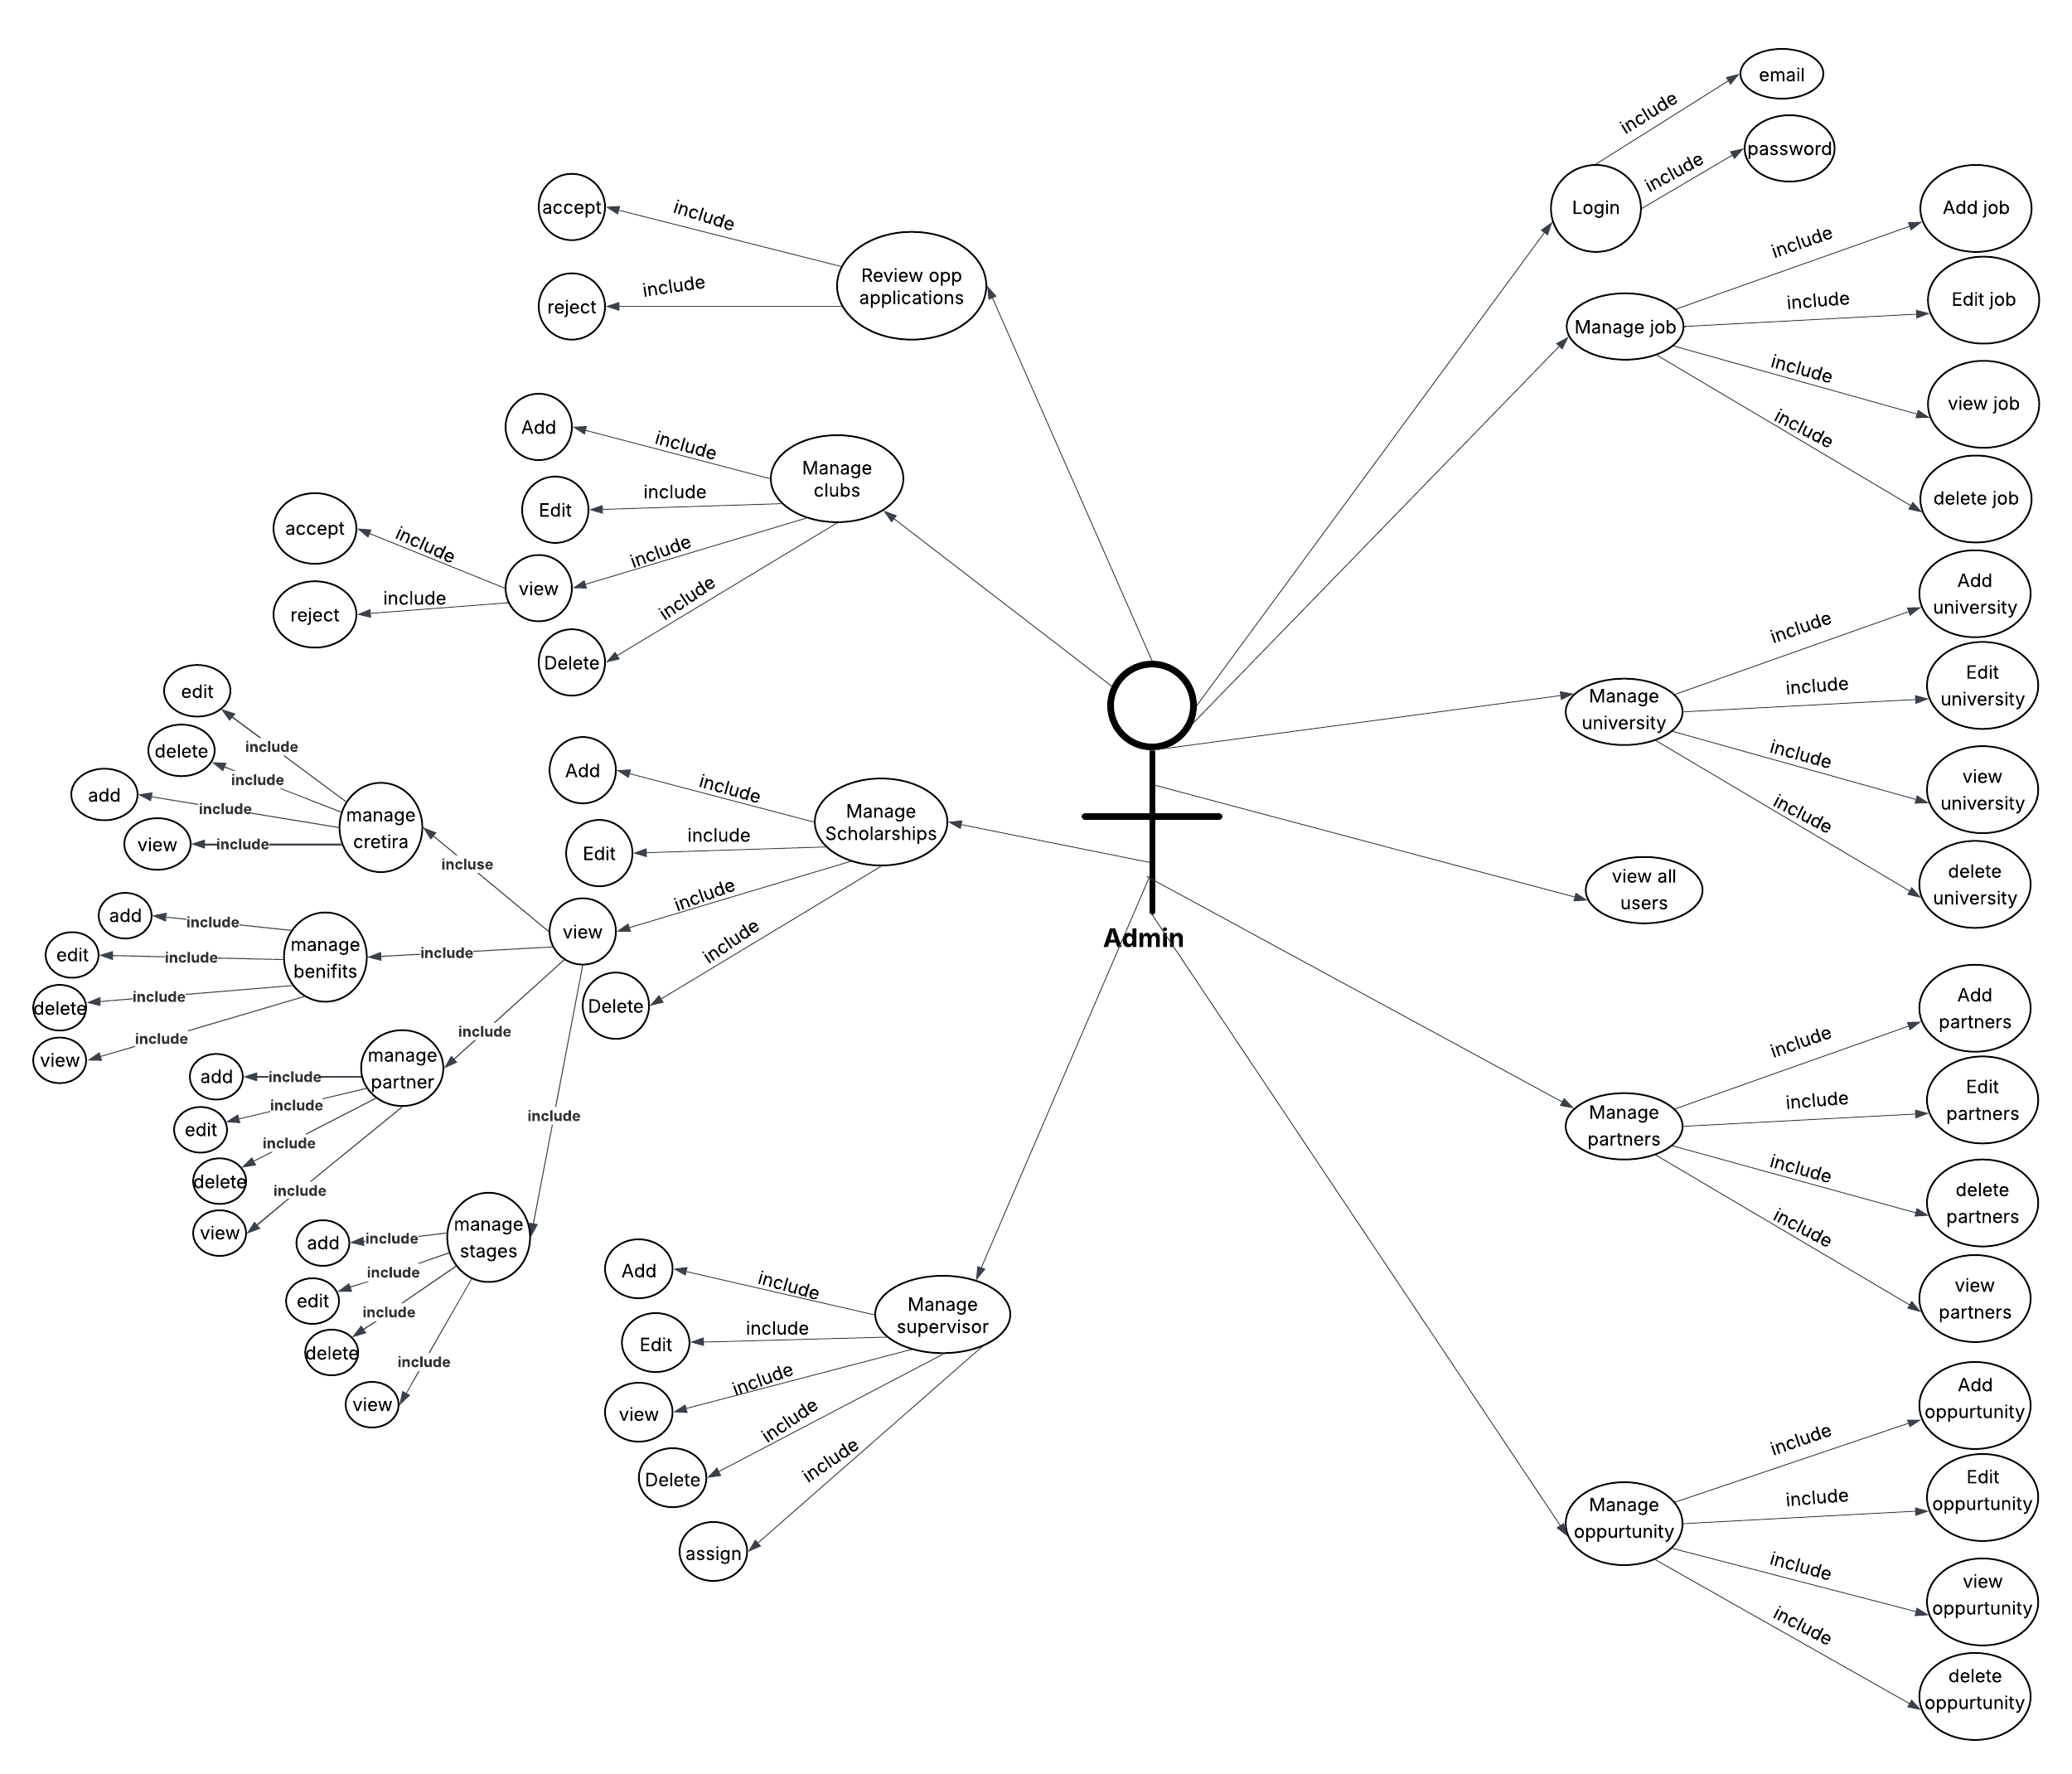 email
include
password
include
Login
Add job
include
Edit job
include
Manage job
include
view job
include
delete job
accept
include
Review opp
applications
include
reject
Add
include
Manage
clubs
include
Edit
accept
include
include
view
include
reject
include
Delete
Add
university
include
Edit
university
include
Manage
university
include
view
university
include
delete
university
view all
users
Admin
edit
include
delete
include
add
include
manage
cretira
view
include
incluse
Add
include
Manage
Scholarships
include
Edit
include
view
include
Delete
add
include
manage
benifits
include
edit
include
include
delete
include
view
include
manage
partner
add
include
include
edit
include
delete
include
view
include
manage
stages
add
include
include
edit
include
delete
include
view
Add
include
Manage
supervisor
include
Edit
include
view
include
Delete
include
assign
Add
partners
include
Edit
partners
include
Manage
partners
include
delete
partners
include
view
partners
Add
oppurtunity
include
Edit
oppurtunity
include
Manage
oppurtunity
include
view
oppurtunity
include
delete
oppurtunity